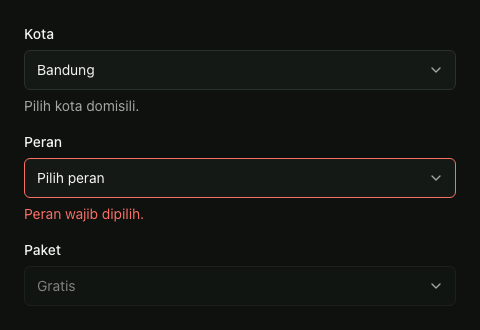 Kota
Bandung
Pilih kota domisili.
Peran
Pilih peran
Peran wajib dipilih.
Paket
Gratis